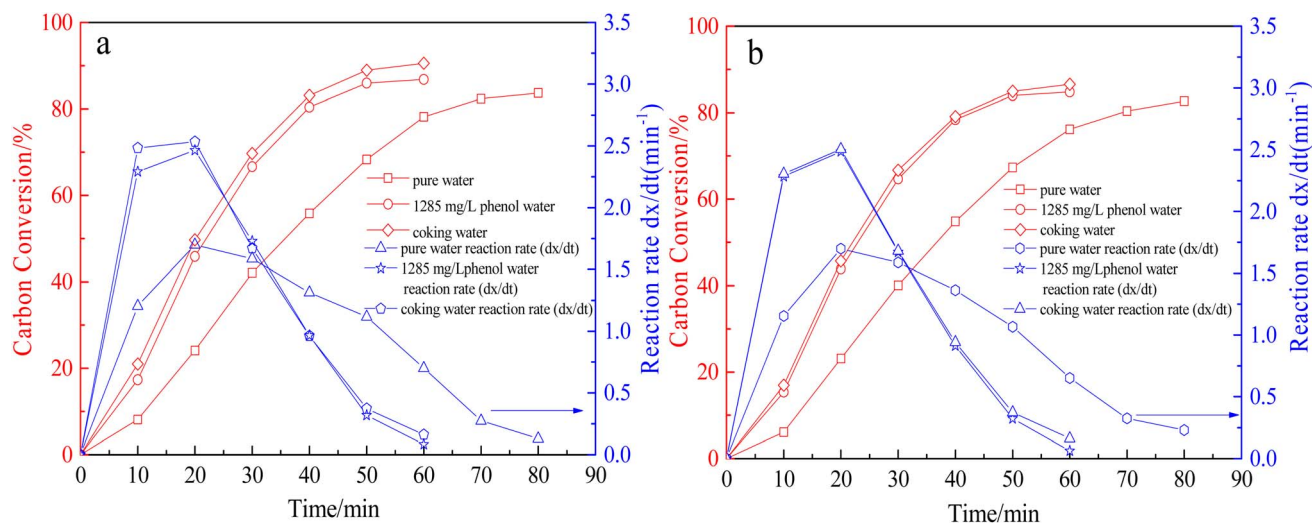 a
100
80
60
40
20
0
Carbon Conversion/%
3.5
3.0
2.5
2.0
1.5
1.0
0.5
0.0
Reaction rate dx/dt(min⁻¹)
pure water
1285 mg/L phenol water
coking water
pure water reaction rate (dx/dt)
1285 mg/Lphenol water
reaction rate (dx/dt)
coking water reaction rate (dx/dt)
0 10 20 30 40 50 60 70 80 90
Time/min
b
100
80
60
40
20
0
Carbon Conversion/%
3.5
3.0
2.5
2.0
1.5
1.0
0.5
0.0
Reaction rate dx/dt(min⁻¹)
pure water
1285 mg/L phenol water
coking water
pure water reaction rate (dx/dt)
1285 mg/Lphenol water
reaction rate (dx/dt)
coking water reaction rate (dx/dt)
0 10 20 30 40 50 60 70 80 90
Time/min